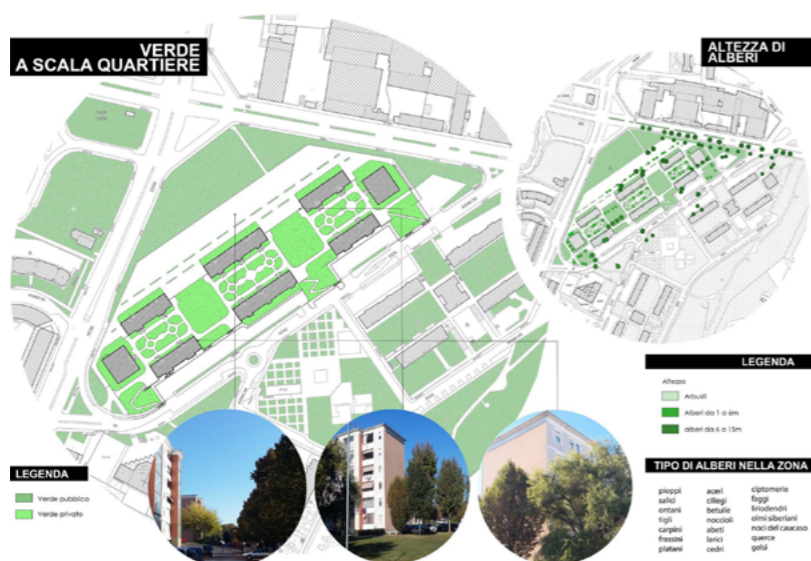 VERDE
A SCALA QUARTIERE
ALTEZZA DI
ALBERI
LEGENDA
Altezza
Arbusti
Alberi da 1 a 6m
alberi da 6 a 15m
LEGENDA
Verde pubblico
Verde privato
TIPO DI ALBERI NELLA ZONA
pioppi
salici
ontani
tigli
carpini
frassini
platani
aceri
ciliegi
betulle
noccioli
abeti
larici
cedri
ciptomerie
faggi
liriodendri
olmi siberiani
noci del caucaso
querce
gelsi